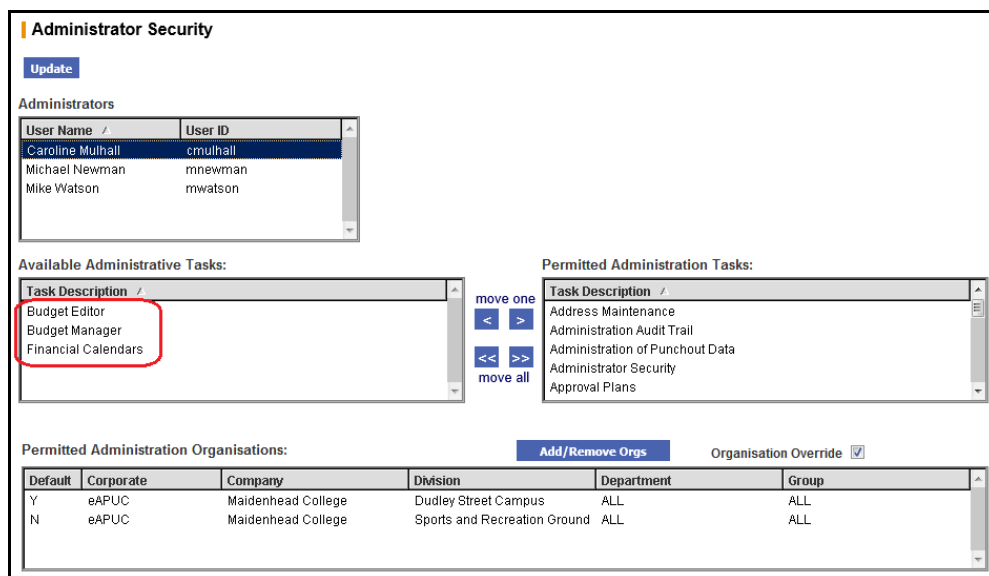 Administrator Security
Update
Administrators
User Name User ID
Caroline Mulhall cmulhall
Michael Newman mnewman
Mike Watson mwatson
Available Administrative Tasks:
Task Description
Budget Editor
Budget Manager
Financial Calendars
move one
< >
<< >>
move all
Permitted Administration Tasks:
Task Description
Address Maintenance
Administration Audit Trail
Administration of Punchout Data
Administrator Security
Approval Plans
Permitted Administration Organisations: Add/Remove Orgs Organisation Override
Default Corporate Company Division Department Group
Y eAPUC Maidenhead College Dudley Street Campus ALL ALL
N eAPUC Maidenhead College Sports and Recreation Ground ALL ALL